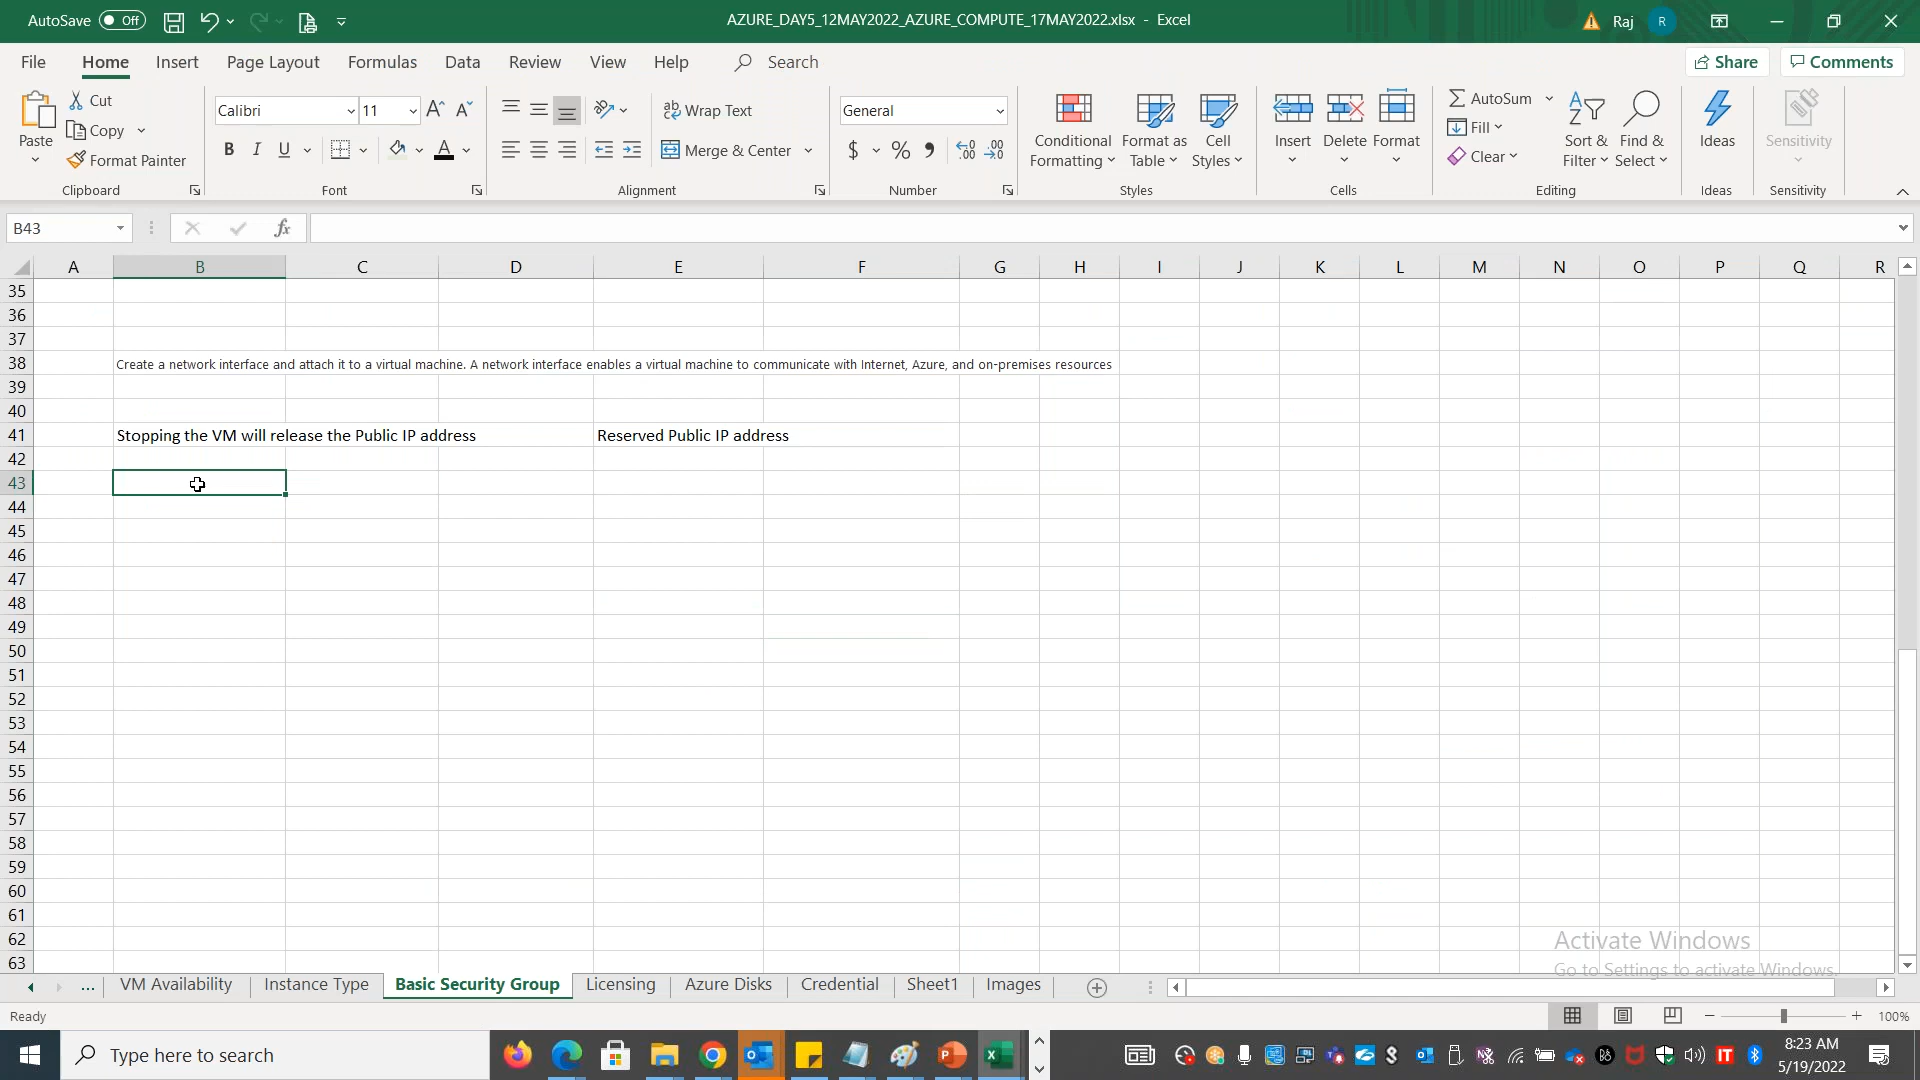 AutoSave Off
AZURE_DAY5_12MAY2022_AZURE_COMPUTE_17MAY2022.xlsx - Excel
Raj R
File Home Insert Page Layout Formulas Data Review View Help Search
Share Comments
Paste
Cut
Copy
Format Painter
Clipboard
Calibri 11
B I U
Font
Wrap Text
Merge & Center
Alignment
General
$ % 9
Number
Conditional Formatting
Format as Table
Cell Styles
Styles
Insert Delete Format
Cells
AutoSum
Fill
Clear
Sort & Filter
Find & Select
Editing
Ideas
Ideas
Sensitivity
Sensitivity
B43 fx
A B C D E F G H I J K L M N O P Q R
35
36
37
38 Create a network interface and attach it to a virtual machine. A network interface enables a virtual machine to communicate with Internet, Azure, and on-premises resources
39
40
41 Stopping the VM will release the Public IP address Reserved Public IP address
42
43
44
45
46
47
48
49
50
51
52
53
54
55
56
57
58
59
60
61
62
63
Activate Windows
Go to Settings to activate Windows.
... VM Availability Instance Type Basic Security Group Licensing Azure Disks Credential Sheet1 Images
Ready 100%
Type here to search
8:23 AM
5/19/2022